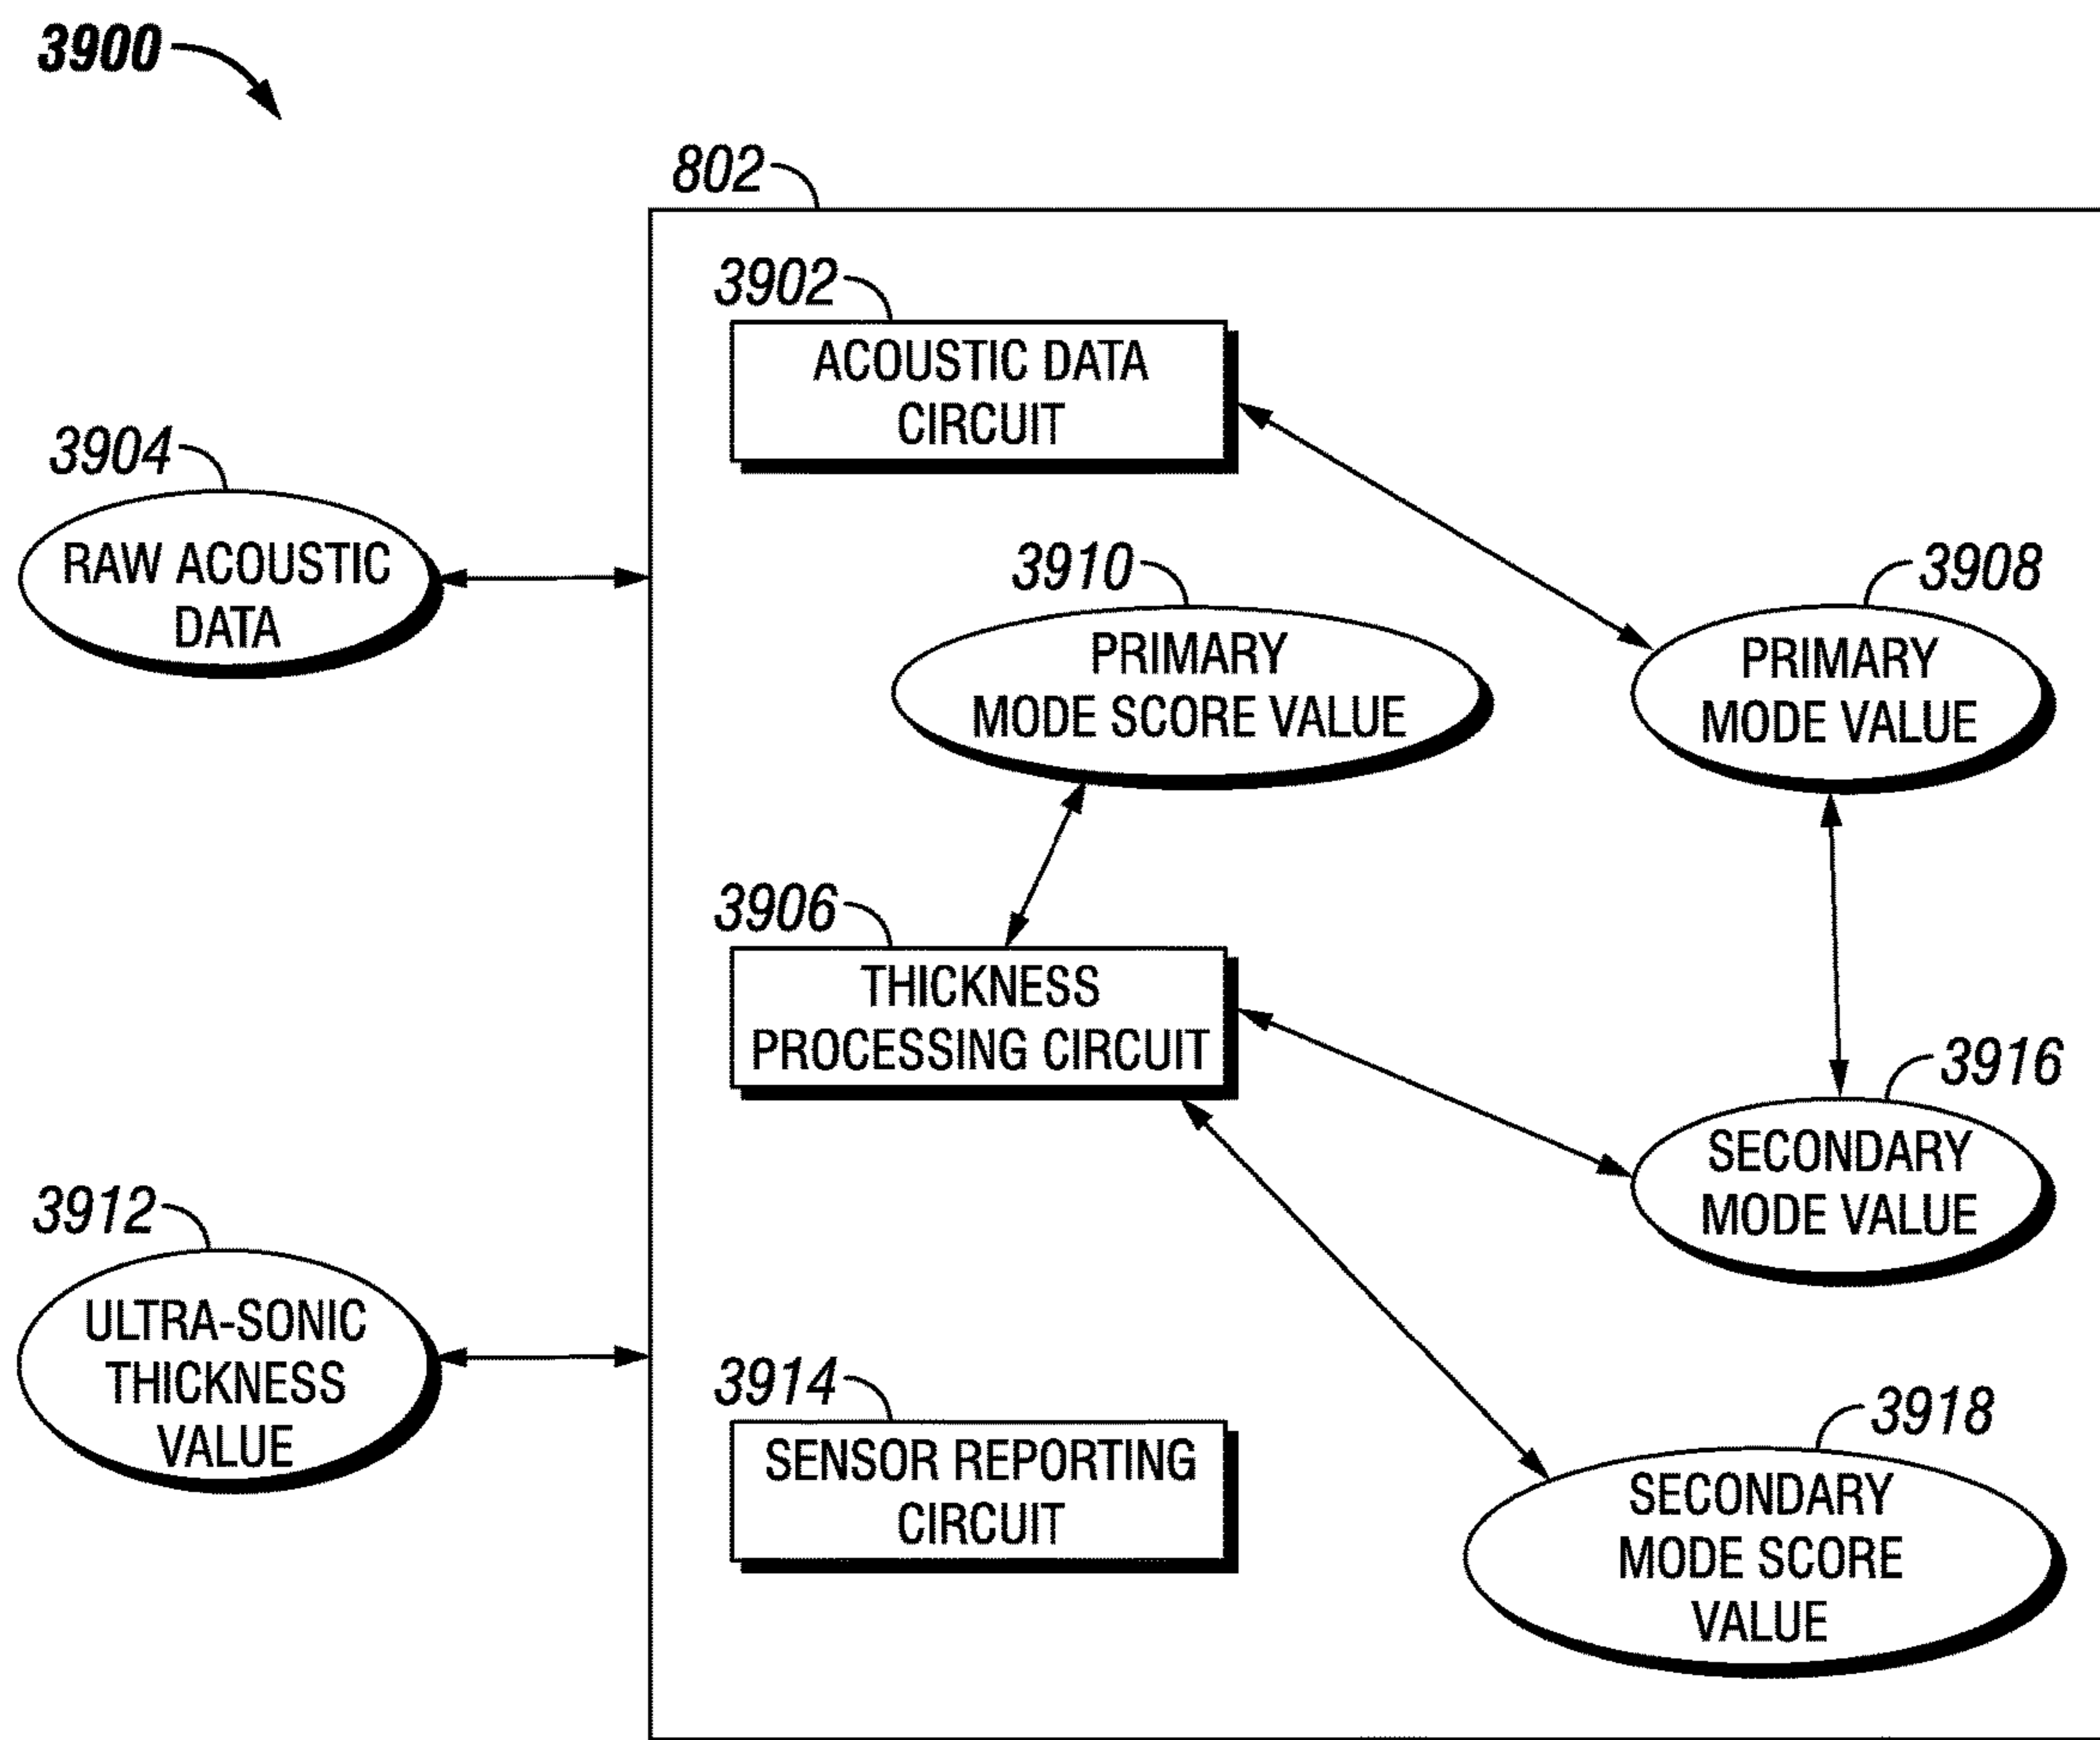 3900
802
3902
ACOUSTIC DATA
CIRCUIT
3904
RAW ACOUSTIC
DATA
3910
PRIMARY
MODE SCORE VALUE
3908
PRIMARY
MODE VALUE
3906
THICKNESS
PROCESSING CIRCUIT
3916
SECONDARY
MODE VALUE
3912
ULTRA-SONIC
THICKNESS
VALUE
3914
SENSOR REPORTING
CIRCUIT
3918
SECONDARY
MODE SCORE
VALUE